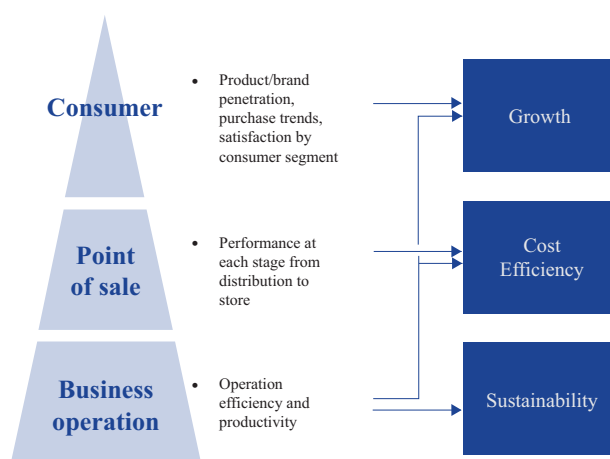 Consumer
• Product/brand
penetration,
purchase trends,
satisfaction by
consumer segment
Growth
Point
of sale
• Performance at
each stage from
distribution to
store
Cost
Efficiency
Business
operation
• Operation
efficiency and
productivity
Sustainability